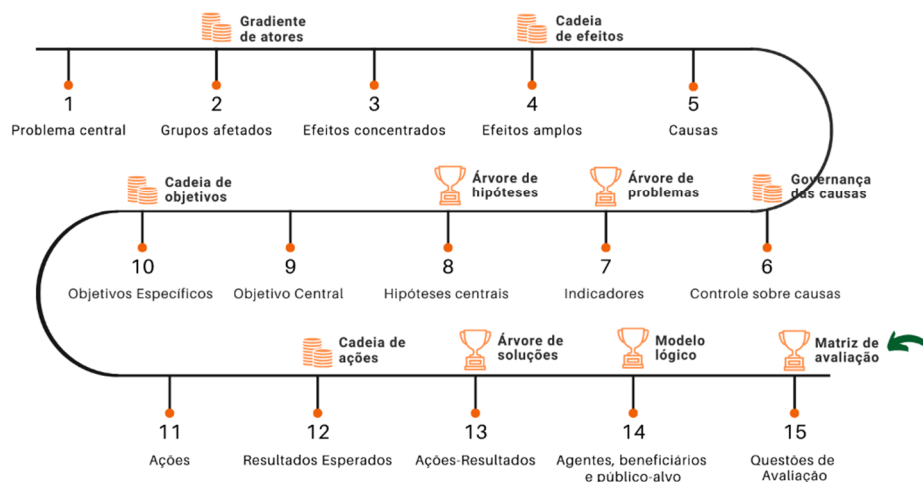 Gradiente
de atores
Cadeia
de efeitos
1
2
3
4
5
Problema central
Grupos afetados
Efeitos concentrados
Efeitos amplos
Causas
Cadeia de
objetivos
Árvore de
hipóteses
Árvore de
problemas
Governança
das causas
10
9
8
7
6
Objetivos Específicos
Objetivo Central
Hipóteses centrais
Indicadores
Controle sobre causas
Cadeia de
ações
Árvore de
soluções
Modelo
lógico
Matriz de
avaliação
11
12
13
14
15
Ações
Resultados Esperados
Ações-Resultados
Agentes, beneficiários
e público-alvo
Questões de
Avaliação